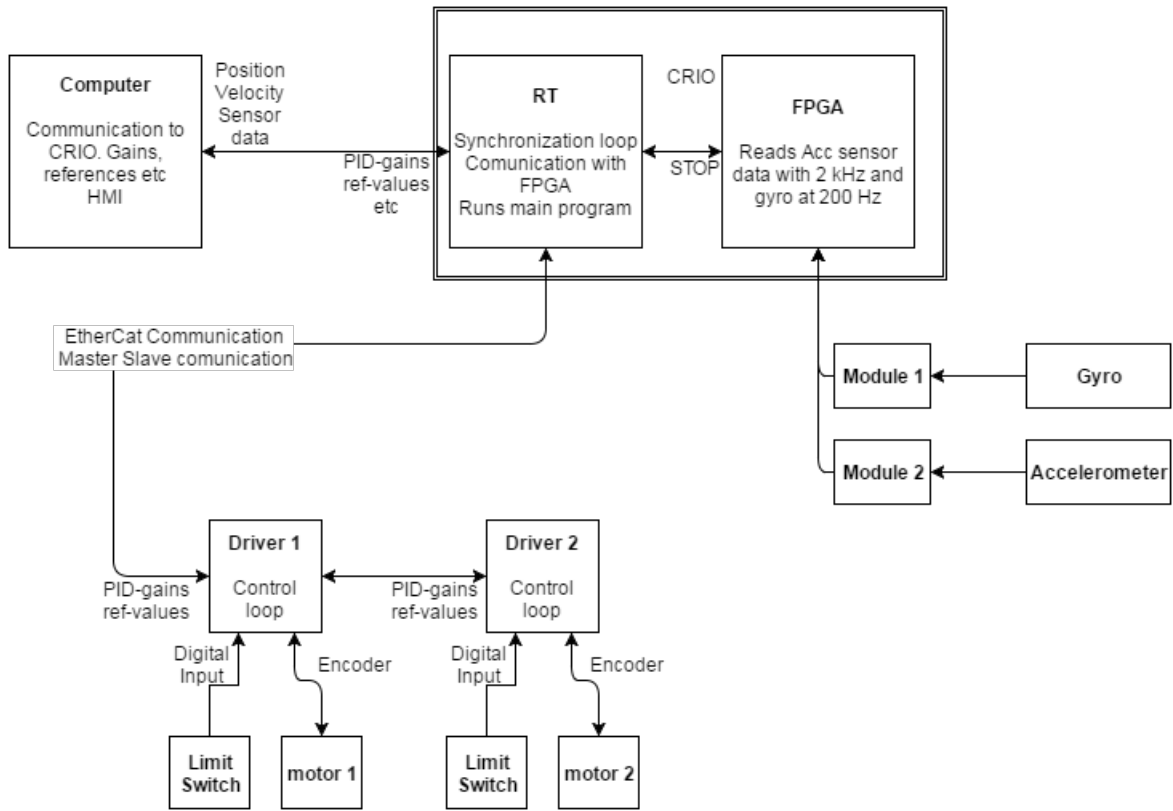 Computer
Communication to
CRIO. Gains,
references etc
HMI
Position
Velocity
Sensor
data
PID-gains
ref-values
etc
RT
Synchronization loop
Comunication with
FPGA
Runs main program
CRIO
STOP
FPGA
Reads Acc sensor
data with 2 kHz and
gyro at 200 Hz
EtherCat Communication
Master Slave comunication
Module 1
Gyro
Module 2
Accelerometer
Driver 1
Control
loop
PID-gains
ref-values
Driver 2
Control
loop
PID-gains
ref-values
Digital
Input
Encoder
Digital
Input
Encoder
Limit
Switch
motor 1
Limit
Switch
motor 2